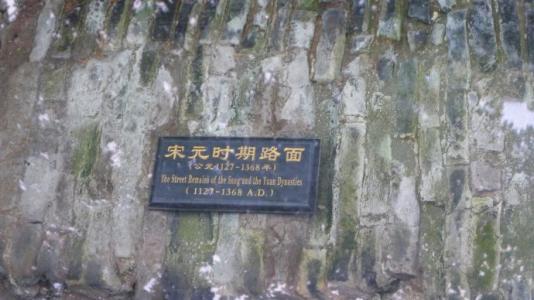 宋元时期路面
(公元1127-1368年)
The Street Remains of the Song and the Yuan Dynasties
( 1127-1368 A.D.)